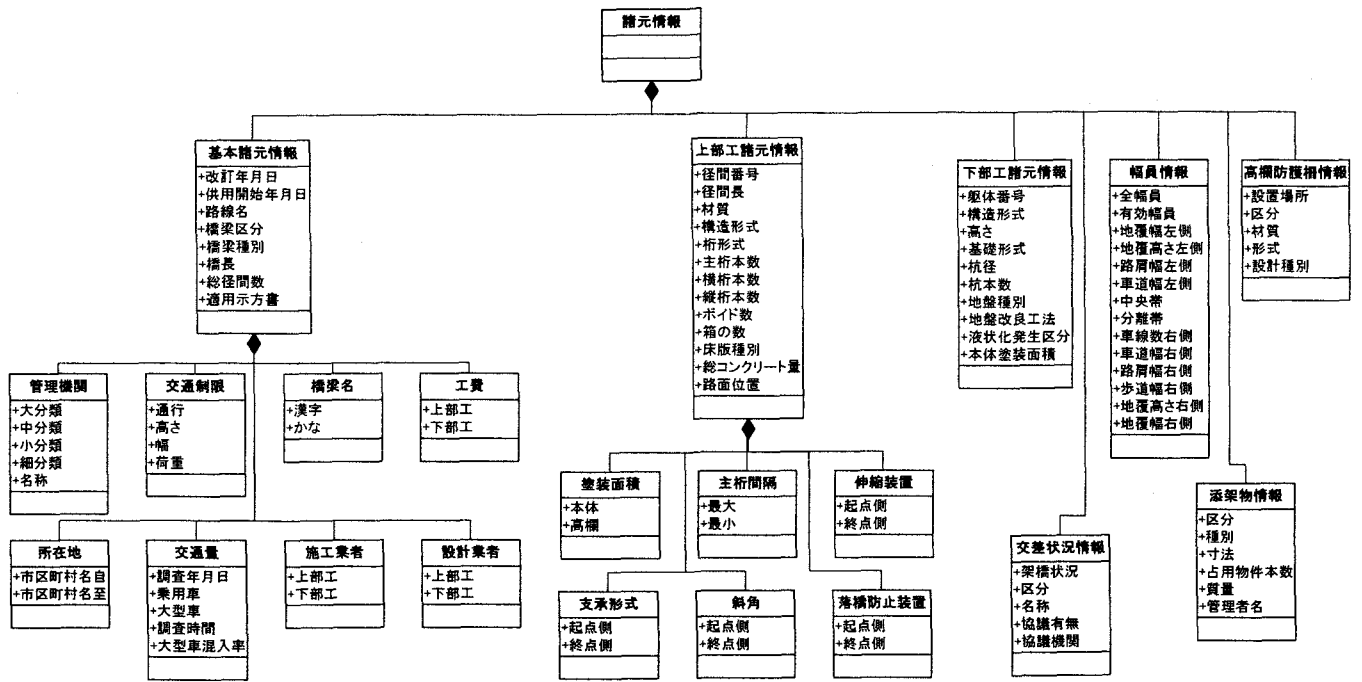 諸元情報
基本諸元情報
+改訂年月日
+供用開始年月日
+路線名
+橋梁区分
+橋梁種別
+橋長
+総径間数
+適用示方書
上部工諸元情報
+径間番号
+径間長
+材質
+構造形式
+桁形式
+主桁本数
+横桁本数
+縦桁本数
+ボイド数
+箱の数
+床版種別
+総コンクリート量
+路面位置
下部工諸元情報
+躯体番号
+構造形式
+高さ
+基礎形式
+杭径
+杭本数
+地盤種別
+地盤改良工法
+液状化発生区分
+本体塗装面積
幅員情報
+全幅員
+有効幅員
+地覆幅左側
+地覆高さ左側
+路肩幅左側
+車道幅左側
+中央帯
+分離帯
+車線数右側
+車道幅右側
+路肩幅右側
+歩道幅右側
+地覆高さ右側
+地覆幅右側
高欄防護柵情報
+設置場所
+区分
+材質
+形式
+設計種別
管理機関
+大分類
+中分類
+小分類
+細分類
+名称
交通制限
+通行
+高さ
+幅
+荷重
橋梁名
+漢字
+かな
工費
+上部工
+下部工
所在地
+市区町村名自
+市区町村名至
交通量
+調査年月日
+乗用車
+大型車
+調査時間
+大型車混入率
施工業者
+上部工
+下部工
設計業者
+上部工
+下部工
塗装面積
+本体
+高欄
主桁間隔
+最大
+最小
伸縮装置
+起点側
+終点側
支承形式
+起点側
+終点側
斜角
+起点側
+終点側
落橋防止装置
+起点側
+終点側
交差状況情報
+架橋状況
+区分
+名称
+協議有無
+協議機関
添架物情報
+区分
+種別
+寸法
+占用物件本数
+質量
+管理者名